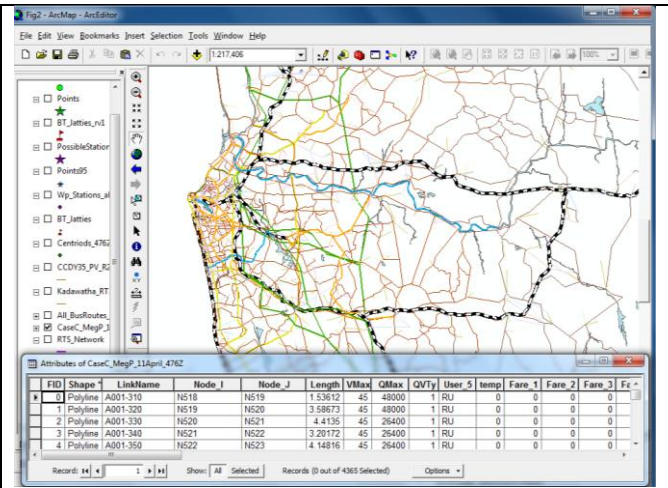 Fig2 - ArcMap - ArcEditor
File Edit View Bookmarks Insert Selection Tools Window Help
1:217,406
100%
Points
BT_Jatties_rv1
PossibleStation
Points95
Wp_Stations_al
BT_Jatties
Centriods_476Z
CCDY35_PV_R2
Kadawatha_RT
All_BusRoutes_
CaseC_MegP_1
RTS_Network
Attributes of CaseC_MegP_11April_476Z
FID Shape * LinkName Node_I Node_J Length VMax QMax QVTy User_5 temp Fare_1 Fare_2 Fare_3 Fa
0 Polyline A001-310 N518 N519 1.53612 45 48000 1 RU 0 0 0 0
1 Polyline A001-320 N519 N520 3.58673 45 48000 1 RU 0 0 0 0
2 Polyline A001-330 N520 N521 4.4135 45 26400 1 RU 0 0 0 0
3 Polyline A001-340 N521 N522 3.20172 45 26400 1 RU 0 0 0 0
4 Polyline A001-350 N522 N523 4.14816 45 26400 1 RU 0 0 0 0
Record: 1 Show: All Selected Records (0 out of 4365 Selected) Options